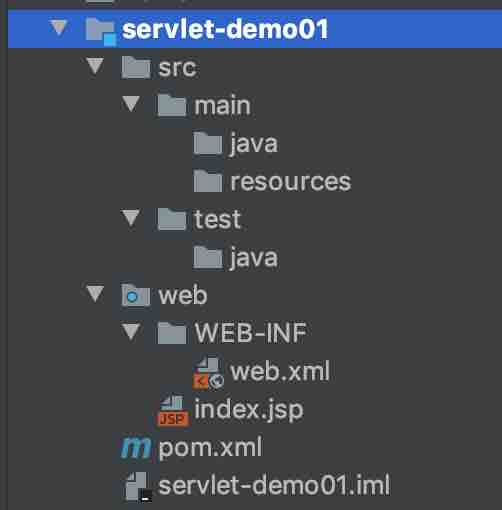 servlet-demo01
src
main
java
resources
test
java
web
WEB-INF
web.xml
JSP index.jsp
m pom.xml
servlet-demo01.iml